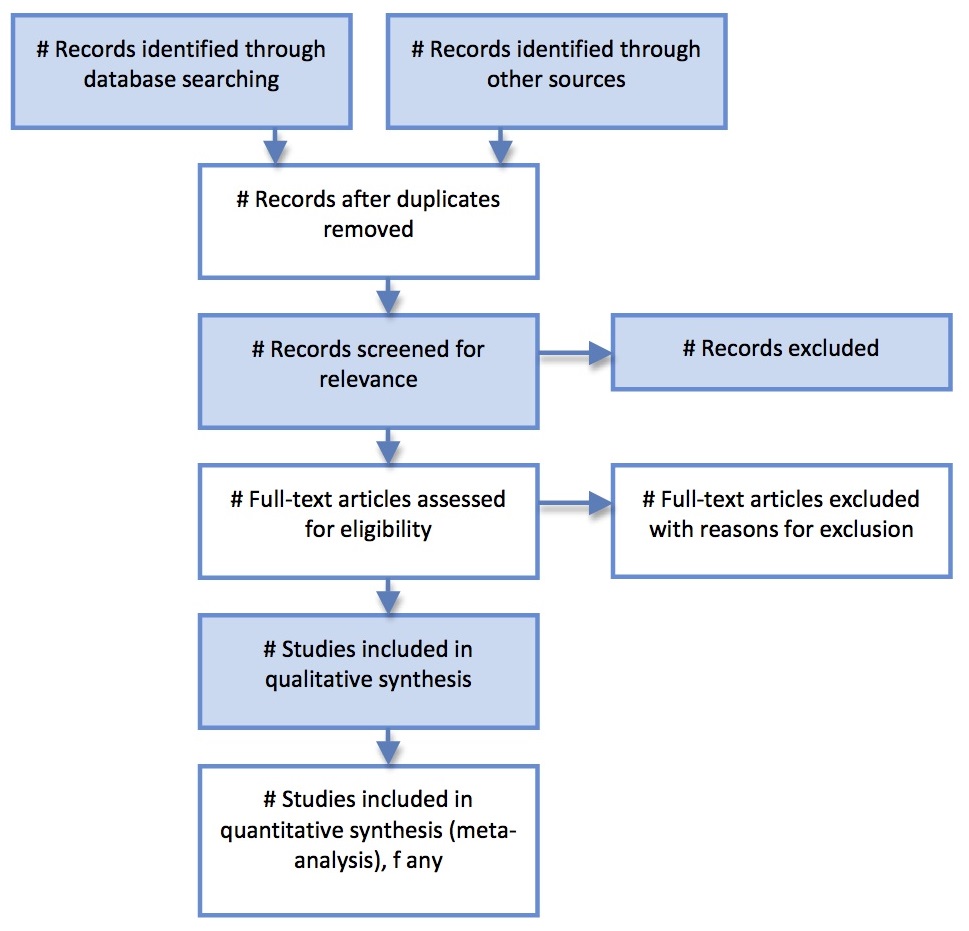 # Records identified through
database searching
# Records identified through
other sources
# Records after duplicates
removed
# Records screened for
relevance
# Records excluded
# Full-text articles assessed
for eligibility
# Full-text articles excluded
with reasons for exclusion
# Studies included in
qualitative synthesis
# Studies included in
quantitative synthesis (meta-
analysis), f any